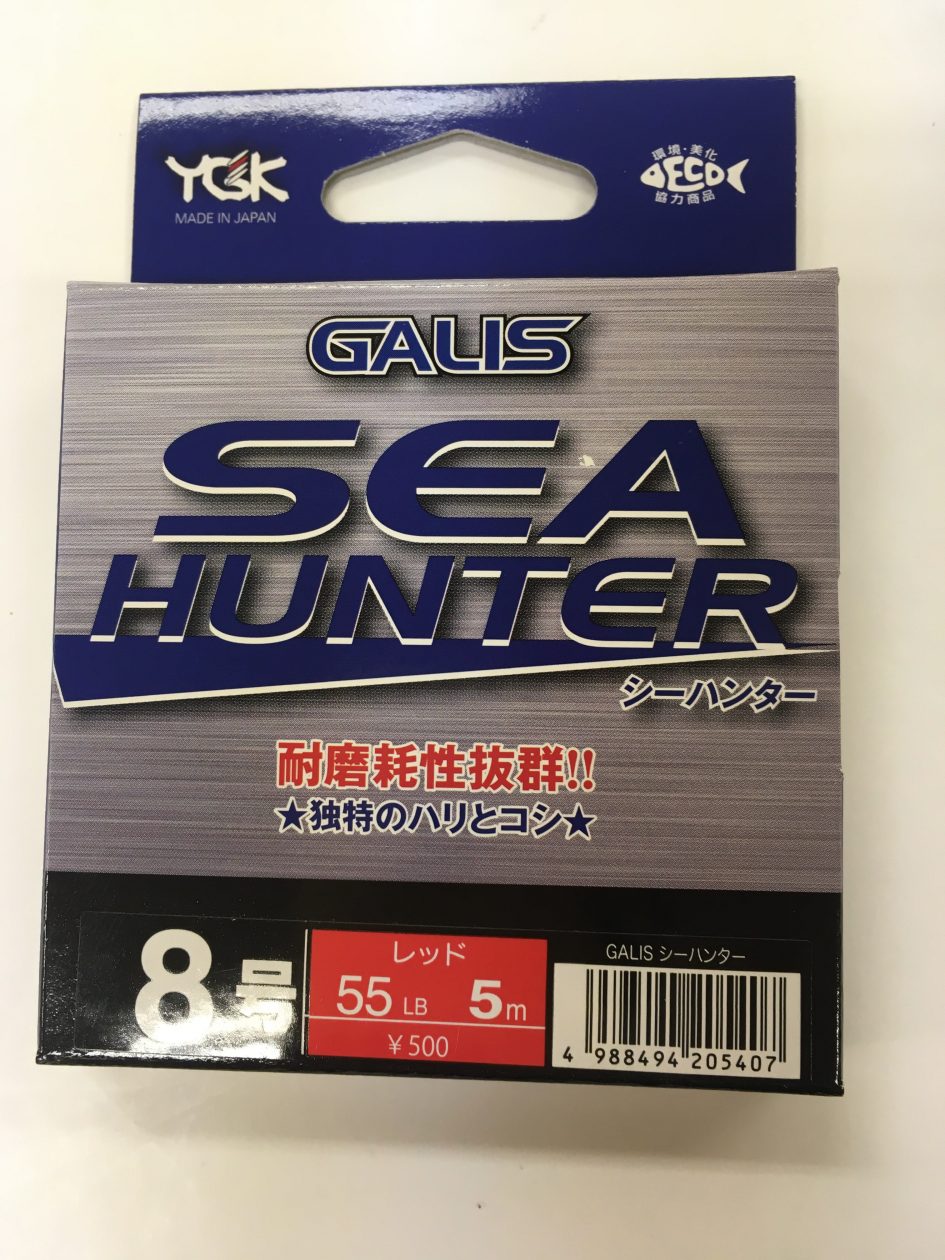 YGK
MADE IN JAPAN
環境・美化
ECO
協力商品
GALIS
SEA
HUNTER
シーハンター
耐磨耗性抜群!!
★独特のハリとコシ★
8号
レッド
55 LB 5m
¥500
GALIS シーハンター
4 988494 205407